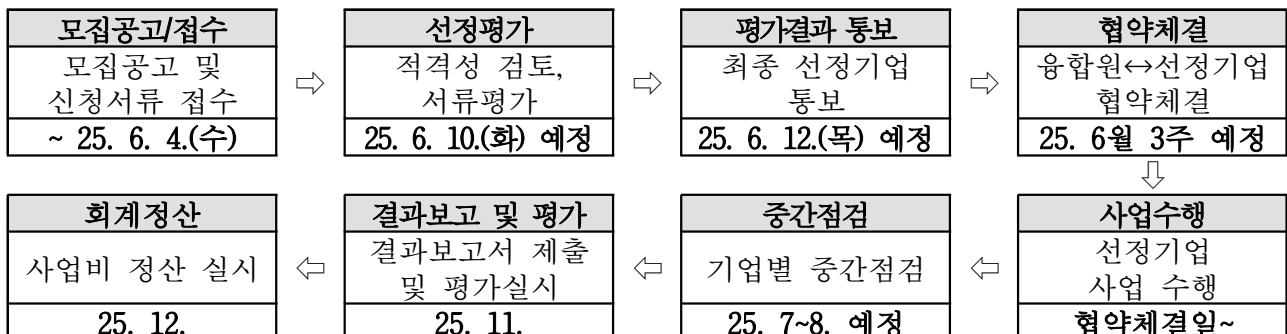 모집공고/접수
모집공고 및
신청서류 접수
~ 25. 6. 4.(수)
⇨
선정평가
적격성 검토,
서류평가
25. 6. 10.(화) 예정
⇨
평가결과 통보
최종 선정기업
통보
25. 6. 12.(목) 예정
⇨
협약체결
융합원↔선정기업
협약체결
25. 6월 3주 예정
⇩
사업수행
선정기업
사업 수행
협약체결일~
⇦
중간점검
기업별 중간점검
25. 7~8. 예정
⇦
결과보고 및 평가
결과보고서 제출
및 평가실시
25. 11.
⇦
회계정산
사업비 정산 실시
25. 12.